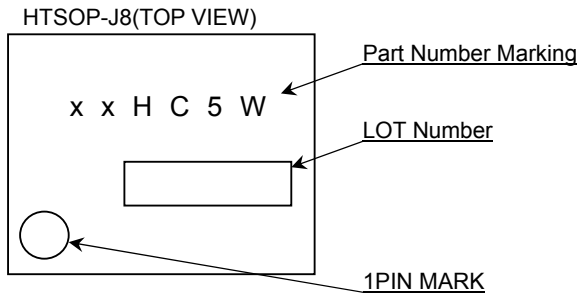 HTSOP-J8(TOP VIEW)
Part Number Marking
x x H C 5 W
LOT Number
1PIN MARK